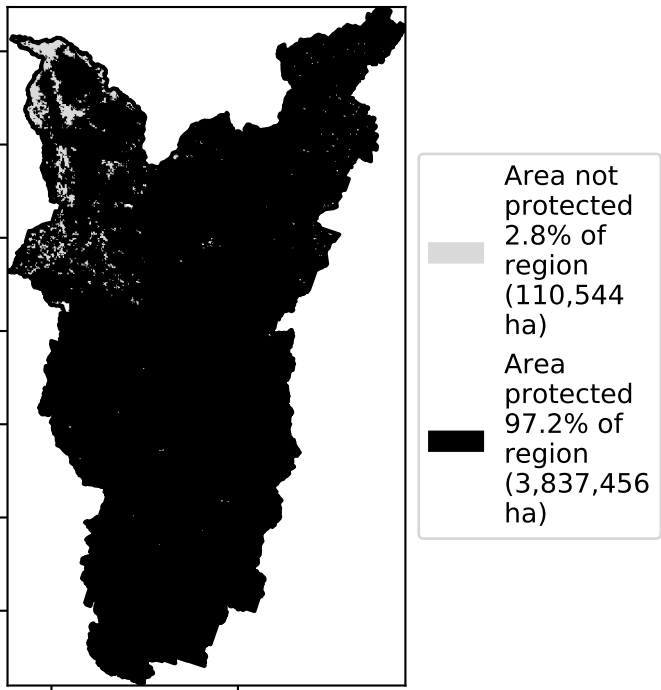 Area not
protected
2.8% of
region
(110,544
ha)
Area
protected
97.2% of
region
(3,837,456
ha)